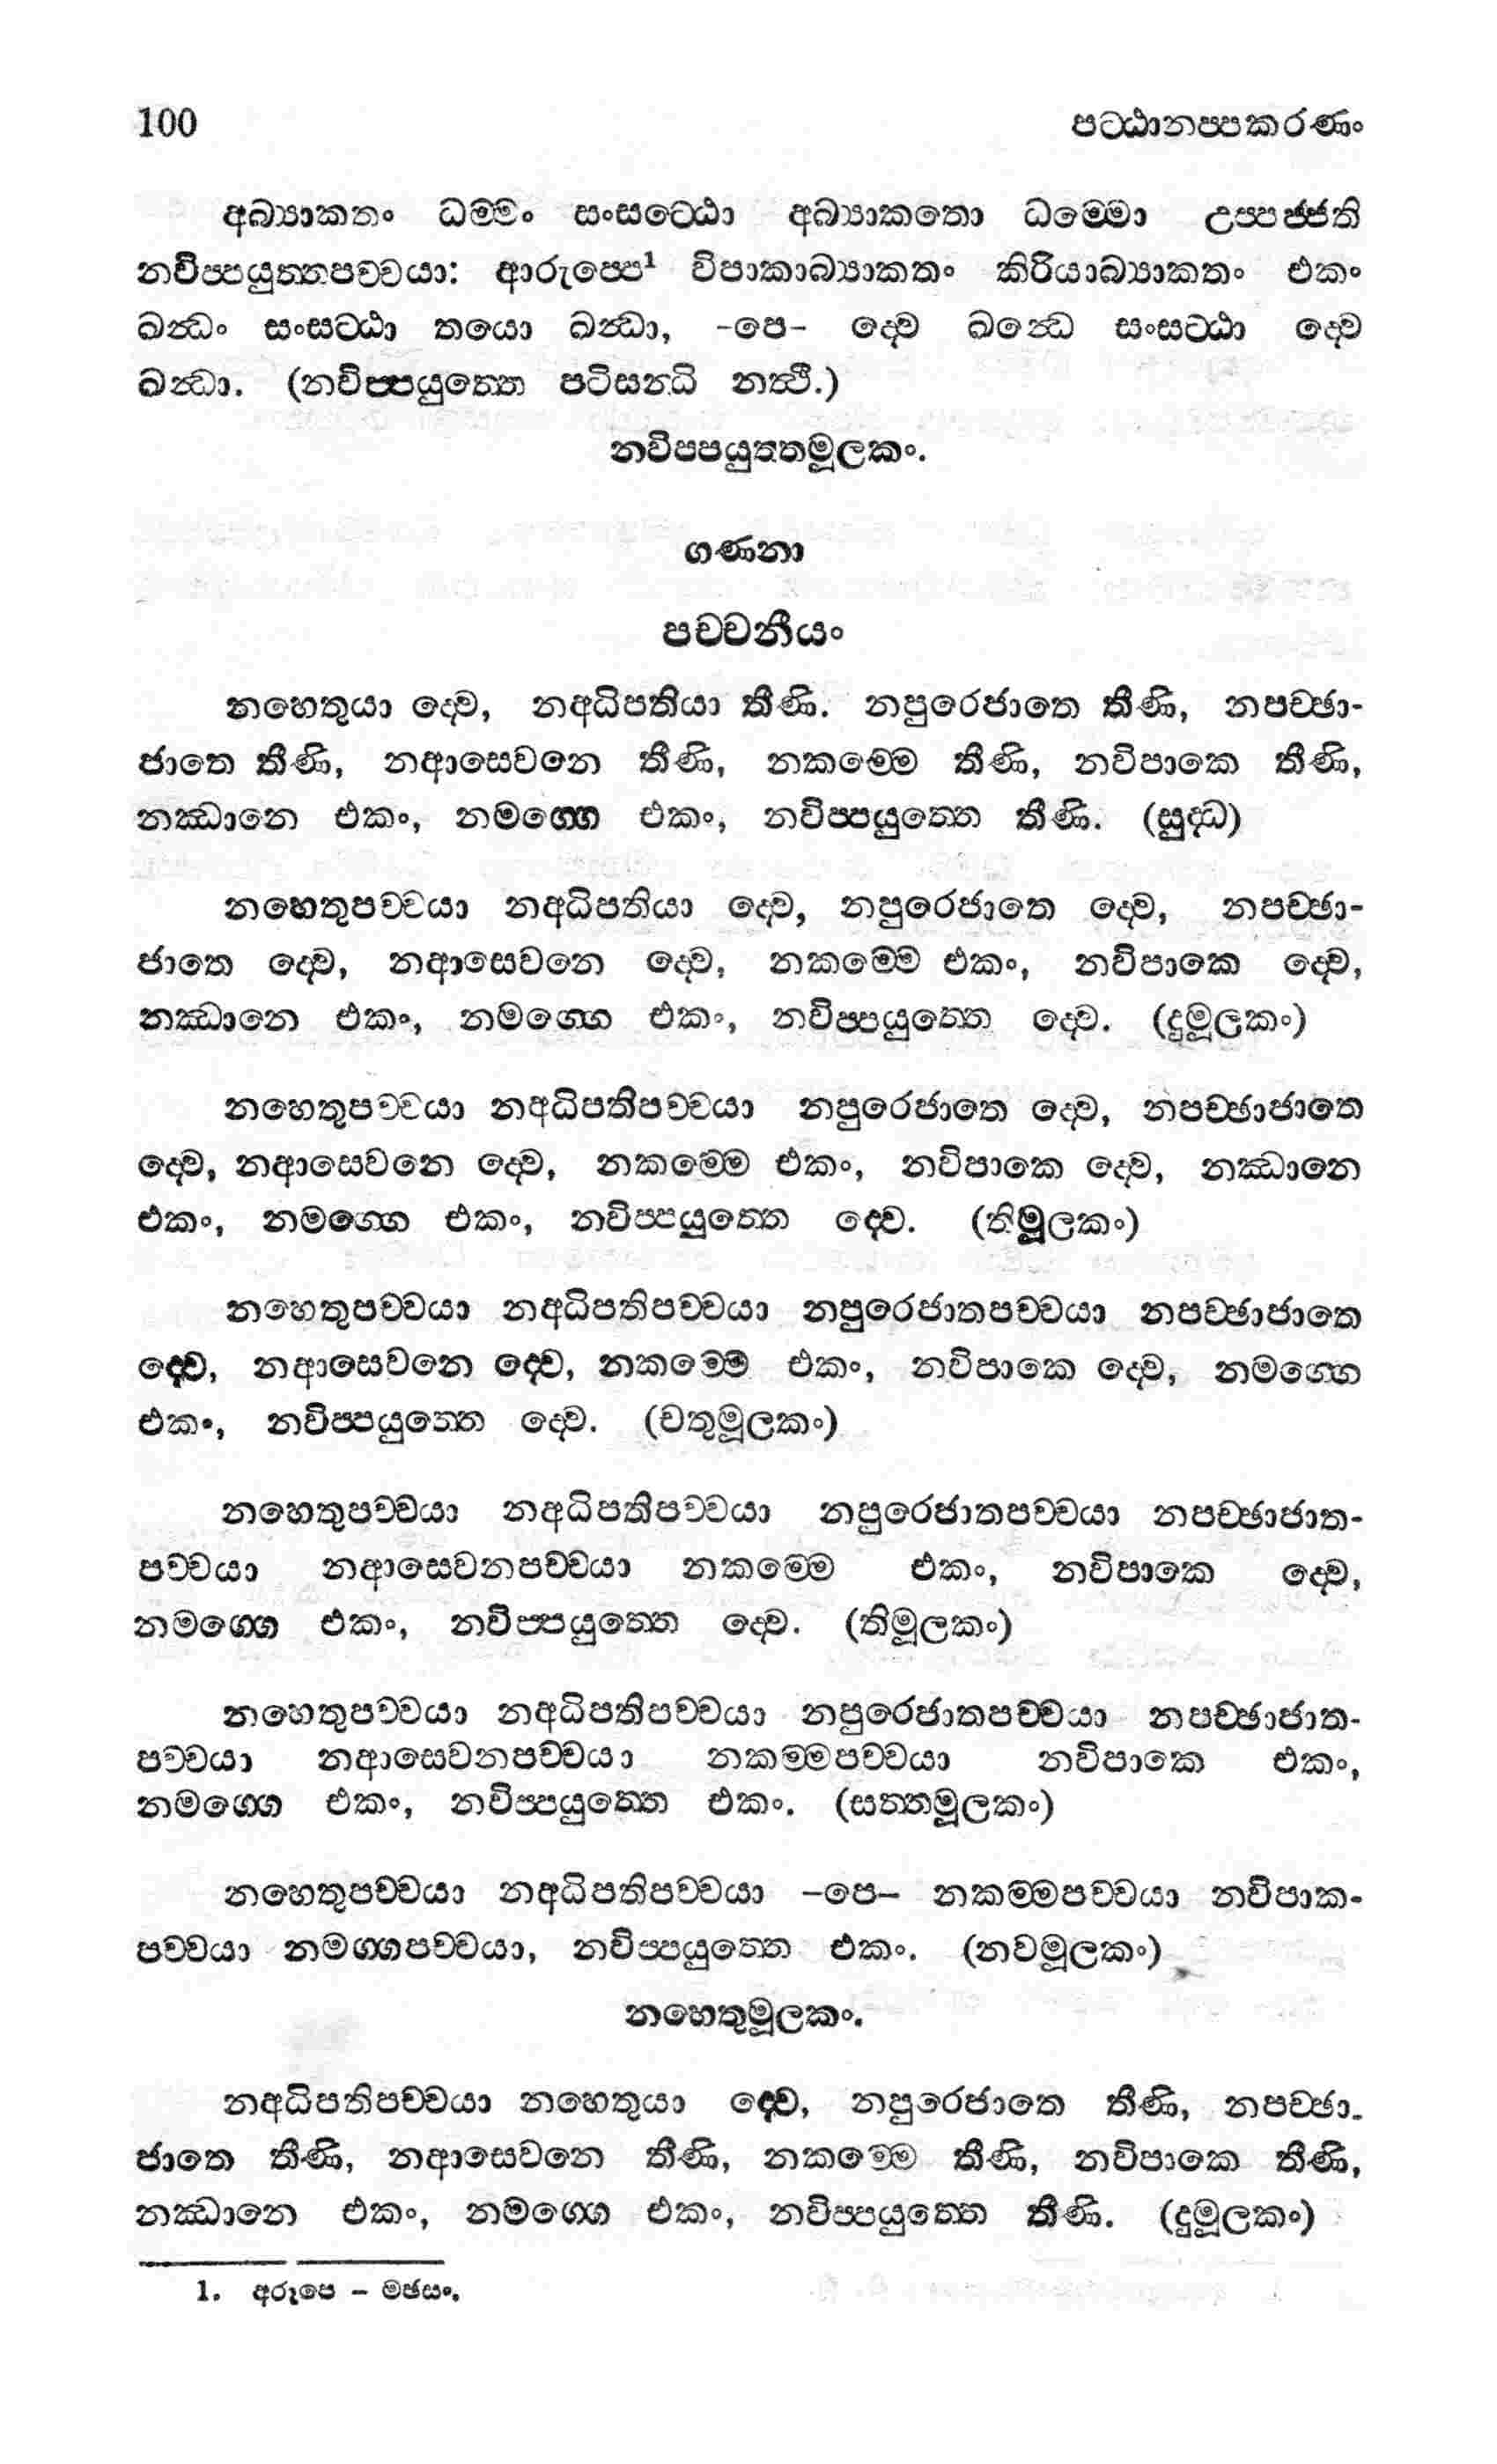 100 පට්ඨානප්පකරණං
අබ්‍යාකතං ධම්මං සංසට්ඨො අබ්‍යාකතො ධම්මො උප්පජ්ජති
නවිප්පයුත්තපච්චයා: ආරුප්පෙ¹ විපාකාබ්‍යාකතං කිරියාබ්‍යාකතං එකං
ඛන්ධං සංසට්ඨා තයො ඛන්ධා, -පෙ- ද්වෙ ඛන්ධෙ සංසට්ඨා ද්වෙ
ඛන්ධා. (නවිප්පයුත්තෙ පටිසන්ධි නත්ථි.)
නවිප්පයුත්තමූලකං.
ගණනා
පච්චනීයං
නහෙතුයා ද්වෙ, නඅධිපතියා තීණි. නපුරෙජාතෙ තීණි, නපච්ඡා-
ජාතෙ තීණි, නආසෙවනෙ තීණි, නකම්මෙ තීණි, නවිපාකෙ තීණි,
නඣානෙ එකං, නමග්ගෙ එකං, නවිප්පයුත්තෙ තීණි. (සුද්ධ)
නහෙතුපච්චයා නඅධිපතියා ද්වෙ, නපුරෙජාතෙ ද්වෙ, නපච්ඡා-
ජාතෙ ද්වෙ, නආසෙවනෙ ද්වෙ, නකම්මෙ එකං, නවිපාකෙ ද්වෙ,
නඣානෙ එකං, නමග්ගෙ එකං, නවිප්පයුත්තෙ ද්වෙ. (දුමූලකං)
නහෙතුපච්චයා නඅධිපතිපච්චයා නපුරෙජාතෙ ද්වෙ, නපච්ඡාජාතෙ
ද්වෙ, නආසෙවනෙ ද්වෙ, නකම්මෙ එකං, නවිපාකෙ ද්වෙ, නඣානෙ
එකං, නමග්ගෙ එකං, නවිප්පයුත්තෙ ද්වෙ. (තිමූලකං)
නහෙතුපච්චයා නඅධිපතිපච්චයා නපුරෙජාතපච්චයා නපච්ඡාජාතෙ
ද්වෙ, නආසෙවනෙ ද්වෙ, නකම්මෙ එකං, නවිපාකෙ ද්වෙ, නමග්ගෙ
එකං, නවිප්පයුත්තෙ ද්වෙ. (චතුමූලකං)
නහෙතුපච්චයා නඅධිපතිපච්චයා නපුරෙජාතපච්චයා නපච්ඡාජාත-
පච්චයා නආසෙවනපච්චයා නකම්මෙ එකං, නවිපාකෙ ද්වෙ,
නමග්ගෙ එකං, නවිප්පයුත්තෙ ද්වෙ. (තිමූලකං)
නහෙතුපච්චයා නඅධිපතිපච්චයා නපුරෙජාතපච්චයා නපච්ඡාජාත-
පච්චයා නආසෙවනපච්චයා නකම්මපච්චයා නවිපාකෙ එකං,
නමග්ගෙ එකං, නවිප්පයුත්තෙ එකං. (සත්තමූලකං)
නහෙතුපච්චයා නඅධිපතිපච්චයා -පෙ- නකම්මපච්චයා නවිපාක-
පච්චයා නමග්ගපච්චයා, නවිප්පයුත්තෙ එකං. (නවමූලකං)
නහෙතුමූලකං.
නඅධිපතිපච්චයා නහෙතුයා ද්වෙ, නපුරෙජාතෙ තීණි, නපච්ඡා-
ජාතෙ තීණි, නආසෙවනෙ තීණි, නකම්මෙ තීණි, නවිපාකෙ තීණි,
නඣානෙ එකං, නමග්ගෙ එකං, නවිප්පයුත්තෙ තීණි. (දුමූලකං)
1. අරූපෙ - මඡසං.